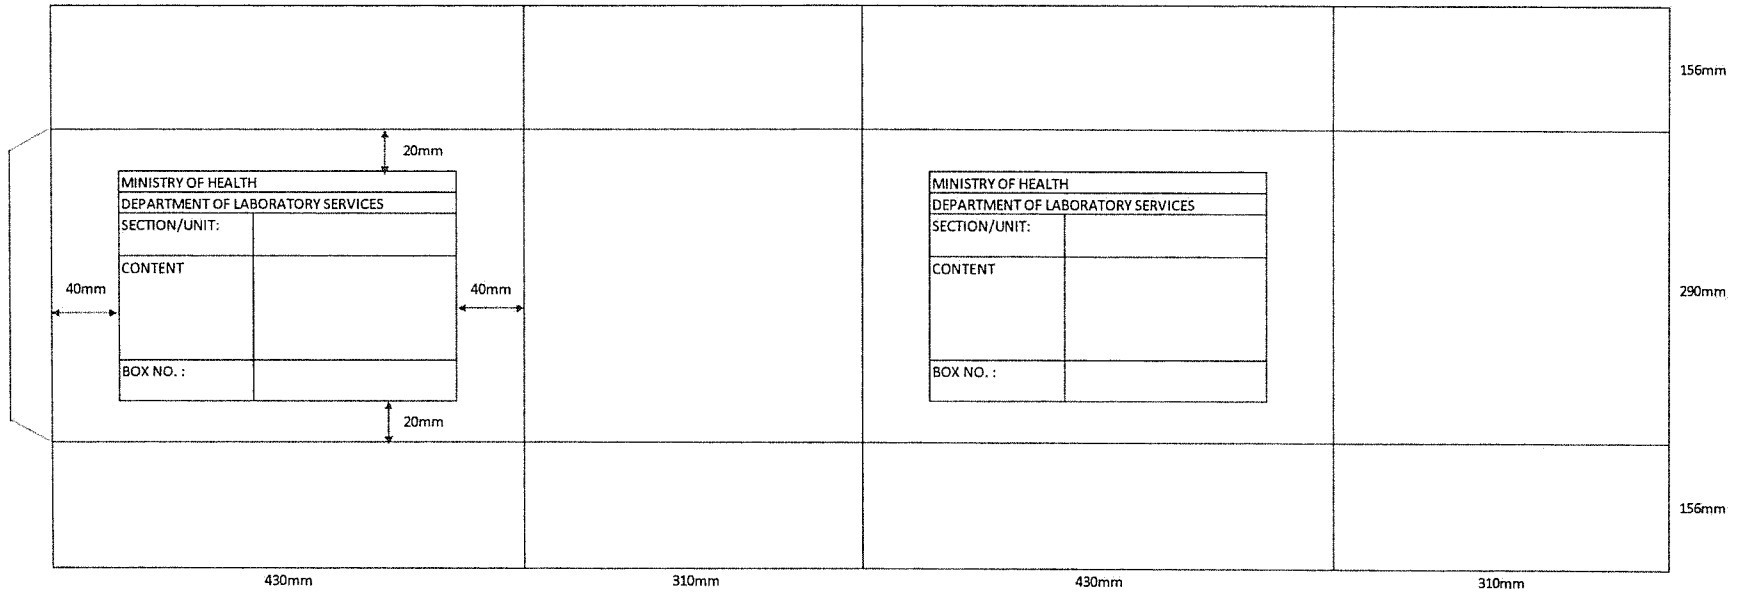 156mm
20mm
MINISTRY OF HEALTH
DEPARTMENT OF LABORATORY SERVICES
SECTION/UNIT:
CONTENT
BOX NO. :
40mm
40mm
20mm
MINISTRY OF HEALTH
DEPARTMENT OF LABORATORY SERVICES
SECTION/UNIT:
CONTENT
BOX NO. :
290mm
156mm
430mm
310mm
430mm
310mm